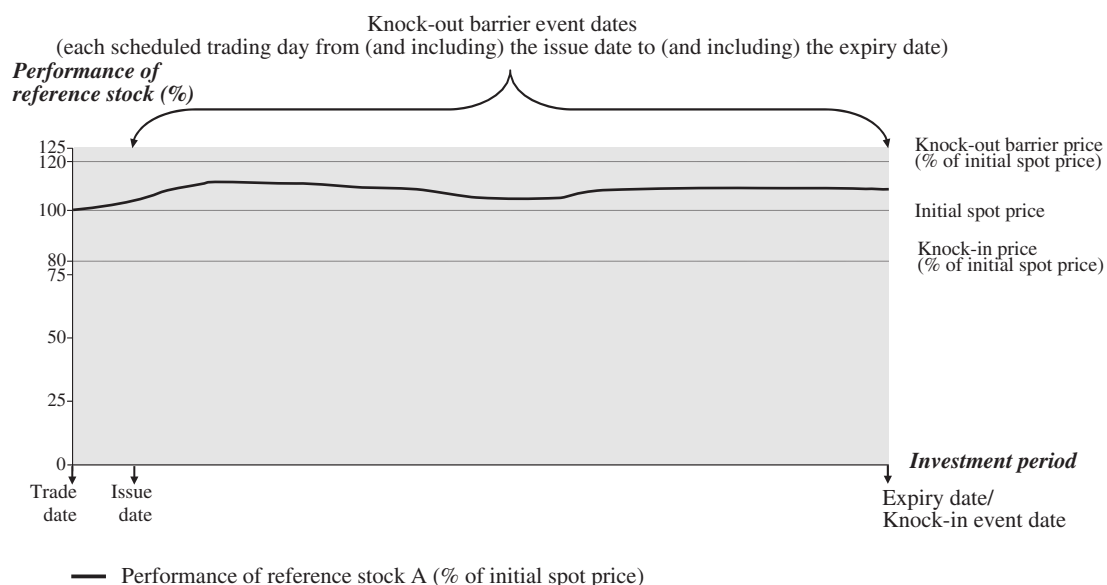 Knock-out barrier event dates
(each scheduled trading day from (and including) the issue date to (and including) the expiry date)
Performance of
reference stock (%)
125
120
100
80
75
50
25
0
Knock-out barrier price
(% of initial spot price)
Initial spot price
Knock-in price
(% of initial spot price)
Investment period
Trade
date
Issue
date
Expiry date/
Knock-in event date
Performance of reference stock A (% of initial spot price)